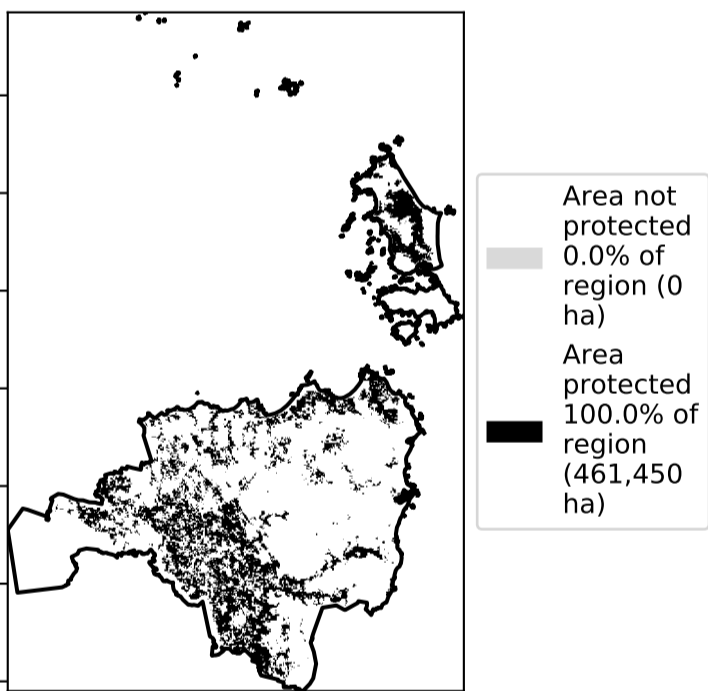 Area not
protected
0.0% of
region (0
ha)
Area
protected
100.0% of
region
(461,450
ha)